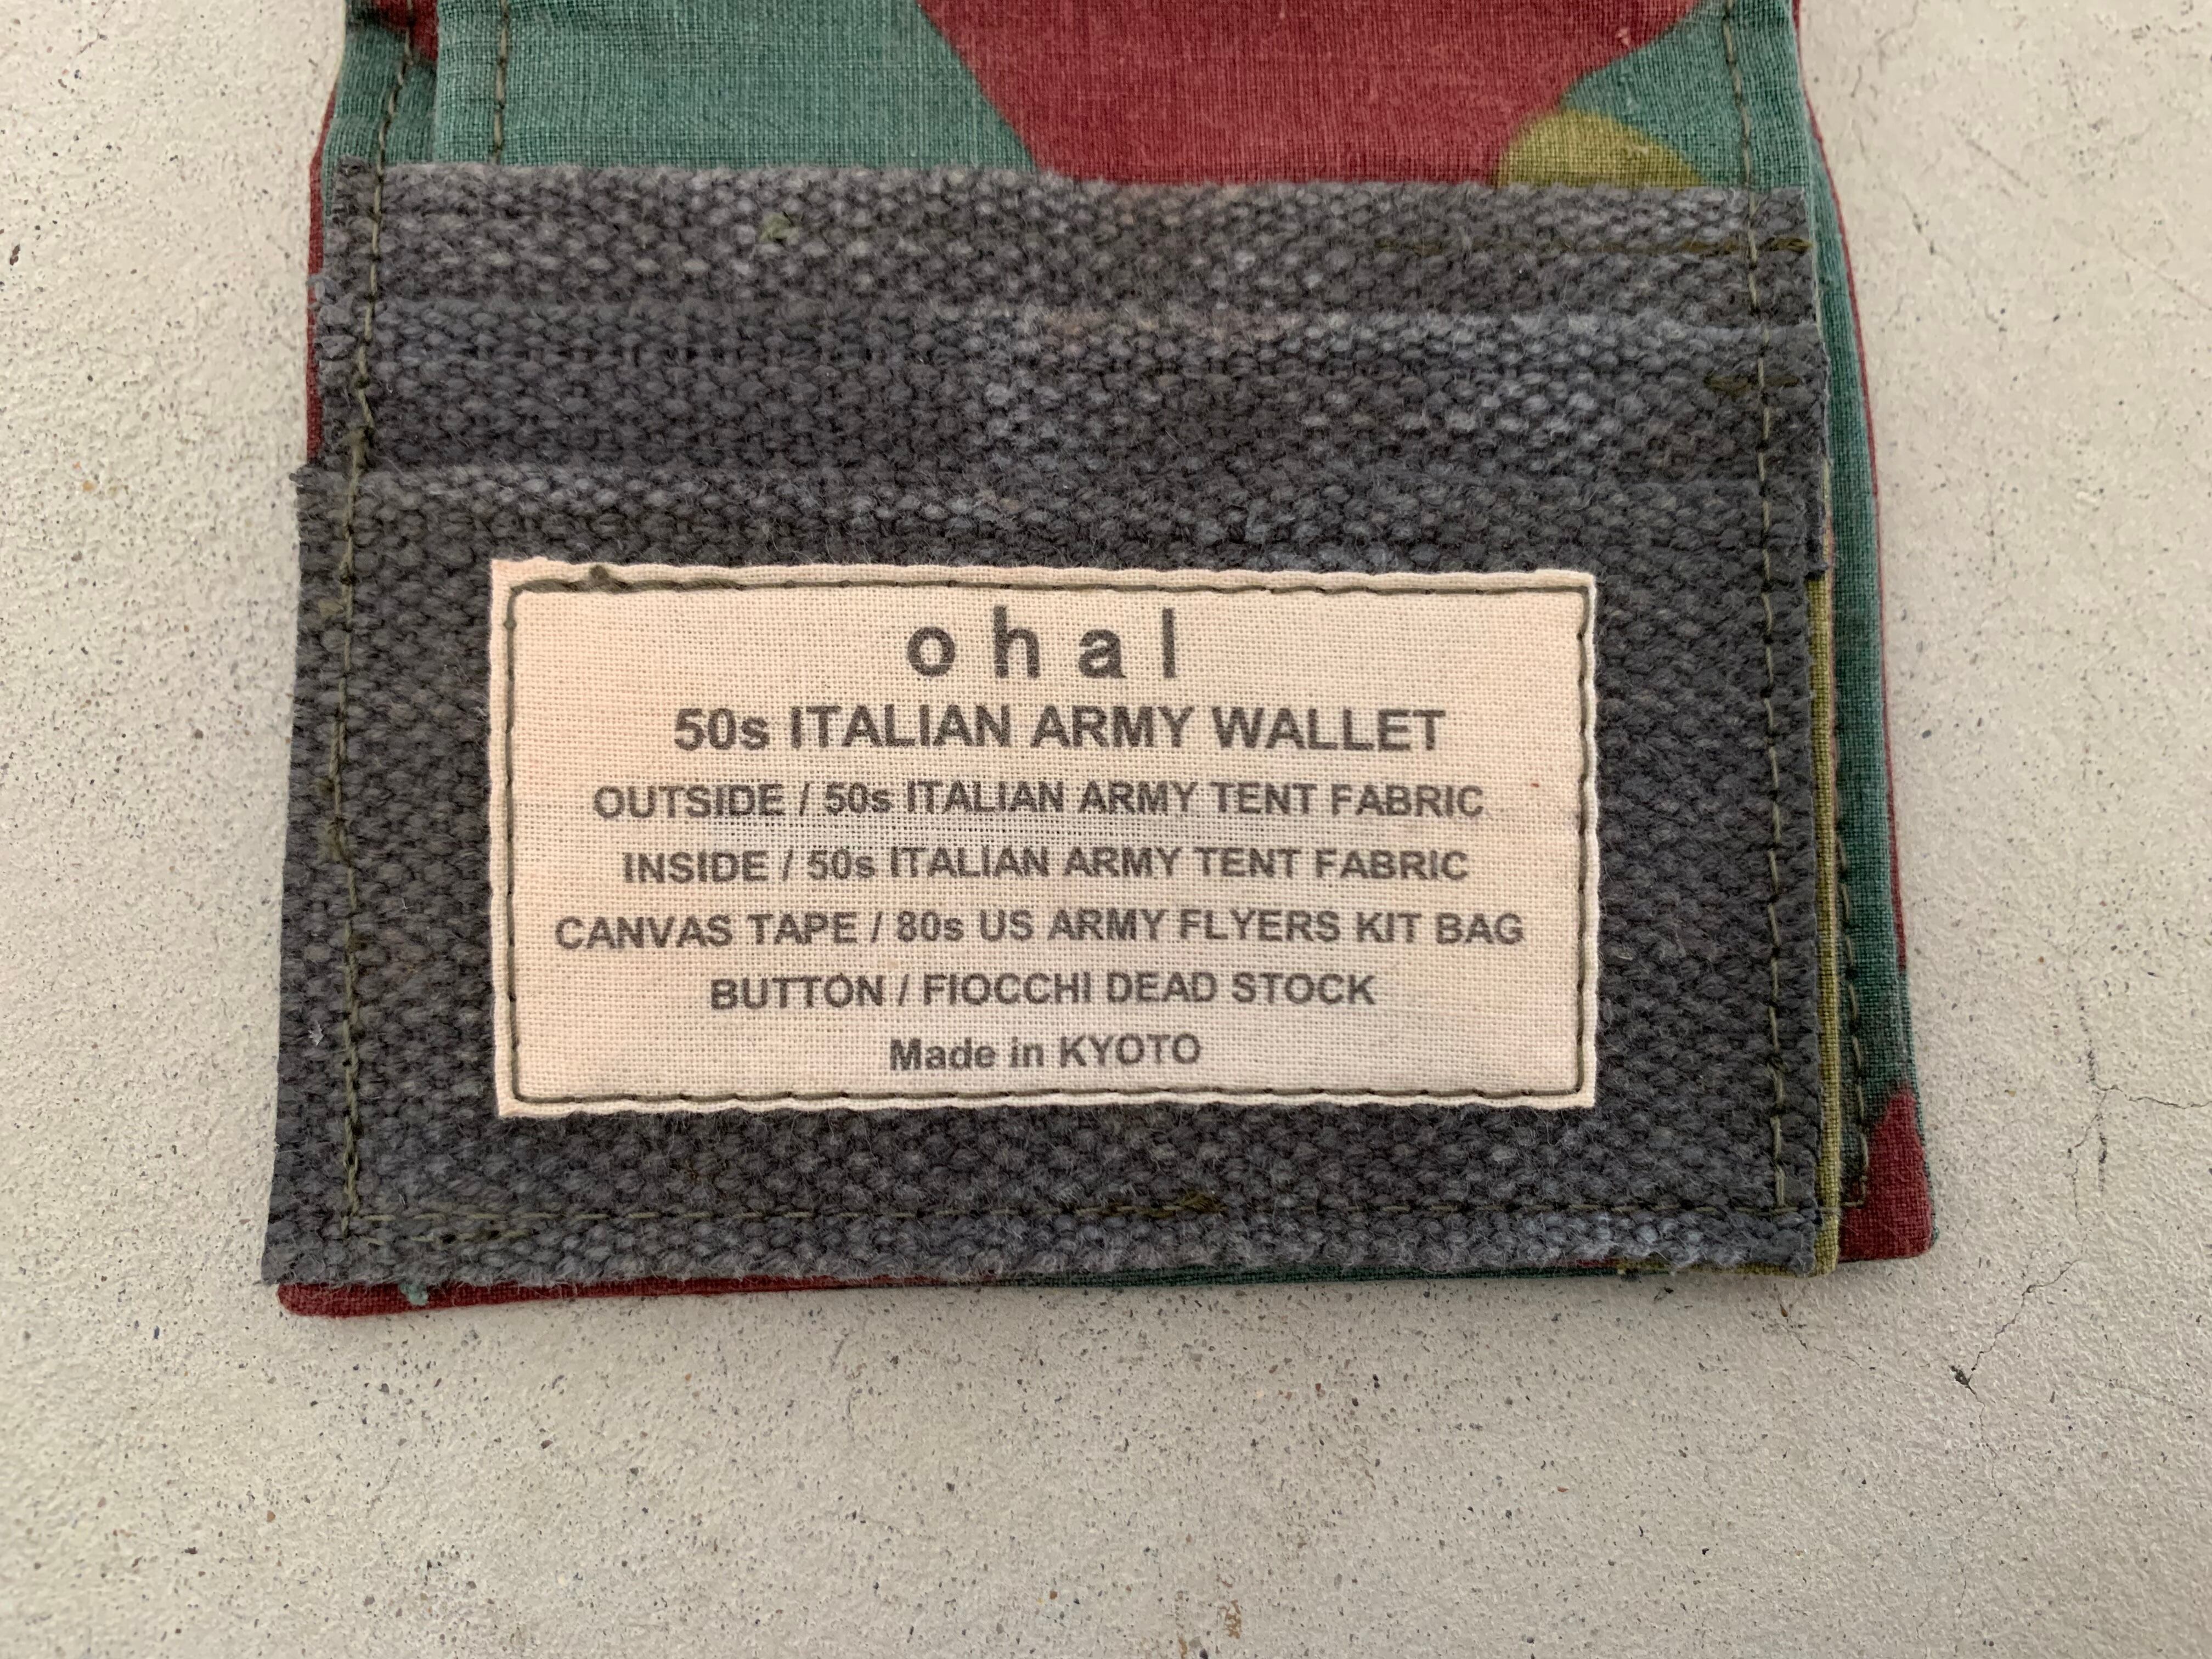 ohal
50s ITALIAN ARMY WALLET
OUTSIDE / 50s ITALIAN ARMY TENT FABRIC
INSIDE / 50s ITALIAN ARMY TENT FABRIC
CANVAS TAPE / 80s US ARMY FLYERS KIT BAG
BUTTON / FIOCCHI DEAD STOCK
Made in KYOTO